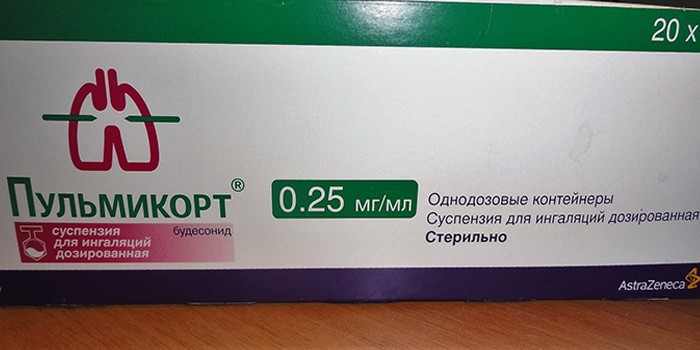 20 x
Пульмикорт®
суспензия
для ингаляций
дозированная
будесонид
0.25 мг/мл
Однодозовые контейнеры
Суспензия для ингаляций дозированная
Стерильно
AstraZeneca